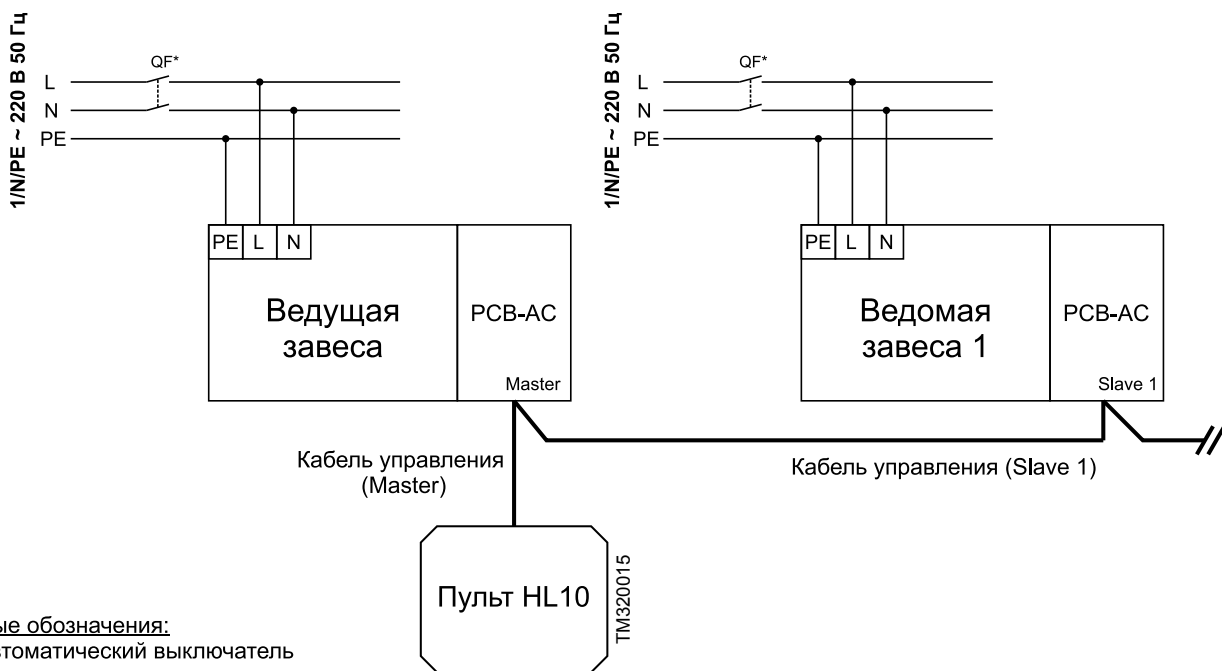 1/N/PE ~ 220 В 50 Гц
QF*
L
N
PE
PE L N
Ведущая
завеса
PCB-AC
Master
1/N/PE ~ 220 В 50 Гц
QF*
L
N
PE
PE L N
Ведомая
завеса 1
PCB-AC
Slave 1
Кабель управления
(Master)
Кабель управления (Slave 1)
Пульт HL10
TM320015
ые обозначения:
втоматический выключатель